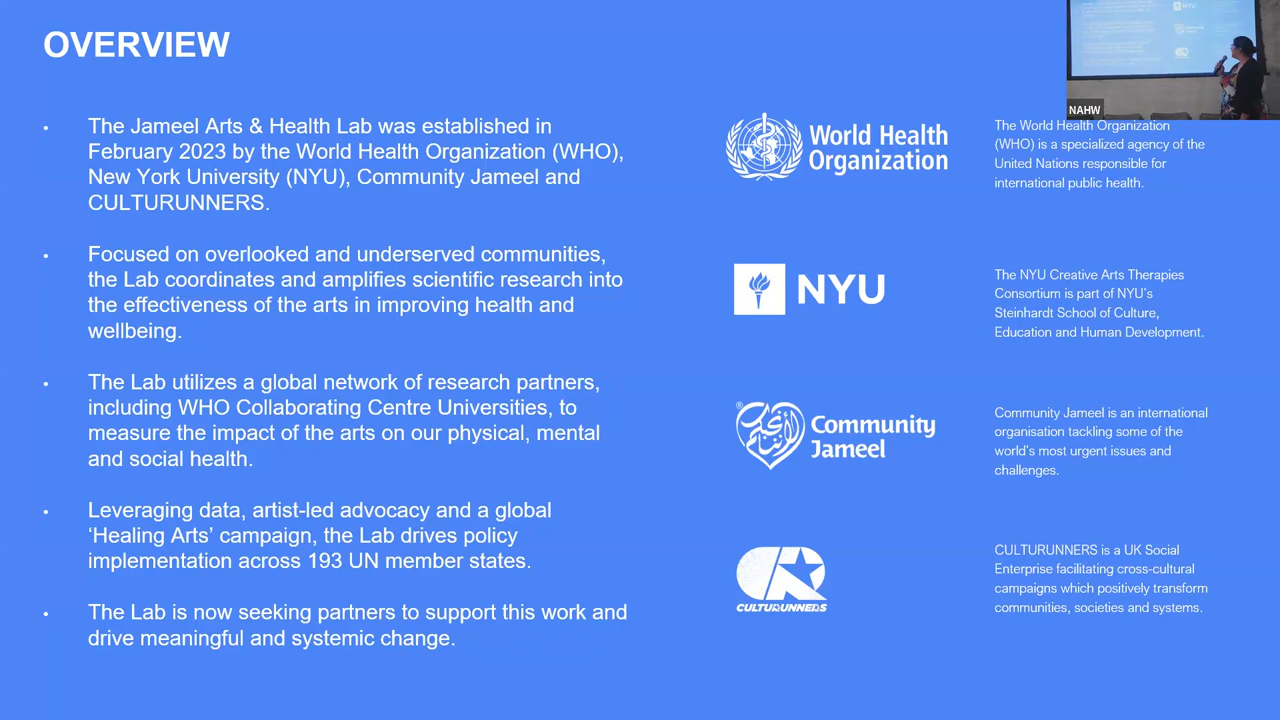 OVERVIEW
• The Jameel Arts & Health Lab was established in
February 2023 by the World Health Organization (WHO),
New York University (NYU), Community Jameel and
CULTURUNNERS.
• Focused on overlooked and underserved communities,
the Lab coordinates and amplifies scientific research into
the effectiveness of the arts in improving health and
wellbeing.
• The Lab utilizes a global network of research partners,
including WHO Collaborating Centre Universities, to
measure the impact of the arts on our physical, mental
and social health.
• Leveraging data, artist-led advocacy and a global
‘Healing Arts’ campaign, the Lab drives policy
implementation across 193 UN member states.
• The Lab is now seeking partners to support this work and
drive meaningful and systemic change.
World Health
Organization
NYU
® Community
Jameel
CULTURUNNERS
NYU
NAHW
The World Health Organization
(WHO) is a specialized agency of the
United Nations responsible for
international public health.
The NYU Creative Arts Therapies
Consortium is part of NYU's
Steinhardt School of Culture,
Education and Human Development.
Community Jameel is an international
organisation tackling some of the
world's most urgent issues and
challenges.
CULTURUNNERS is a UK Social
Enterprise facilitating cross-cultural
campaigns which positively transform
communities, societies and systems.